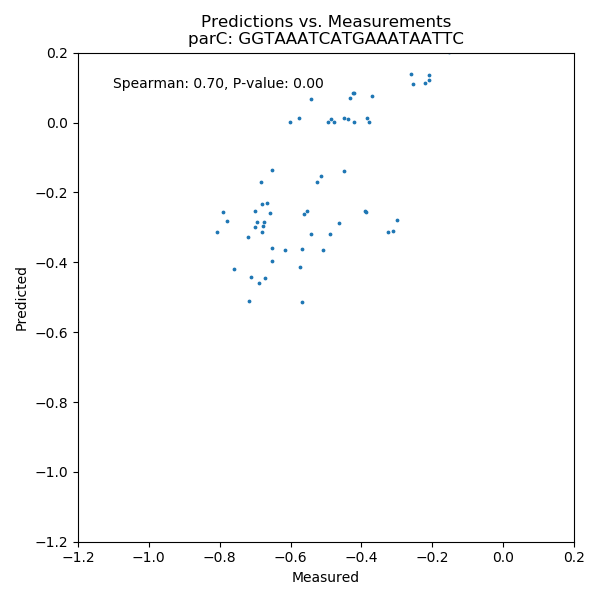 Predictions vs. Measurements
parC: GGTAAATCATGAAATAATTC
Spearman: 0.70, P-value: 0.00
Predicted
0.2
0.0
−0.2
−0.4
−0.6
−0.8
−1.0
−1.2
−1.2 −1.0 −0.8 −0.6 −0.4 −0.2 0.0 0.2
Measured